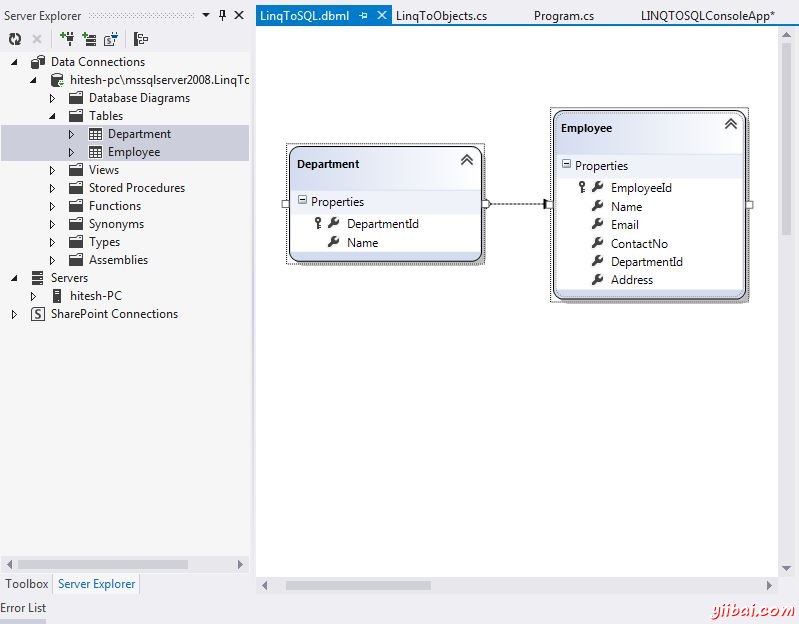 Server Explorer
Data Connections
hitesh-pc\mssqlserver2008.LinqTo
Database Diagrams
Tables
Department
Employee
Views
Stored Procedures
Functions
Synonyms
Types
Assemblies
Servers
hitesh-PC
S SharePoint Connections
Toolbox Server Explorer
Error List
LinqToSQL.dbml LinqToObjects.cs Program.cs LINQTOSQLConsoleApp*
Department
Properties
DepartmentId
Name
Employee
Properties
EmployeeId
Name
Email
ContactNo
DepartmentId
Address
yiibai.com